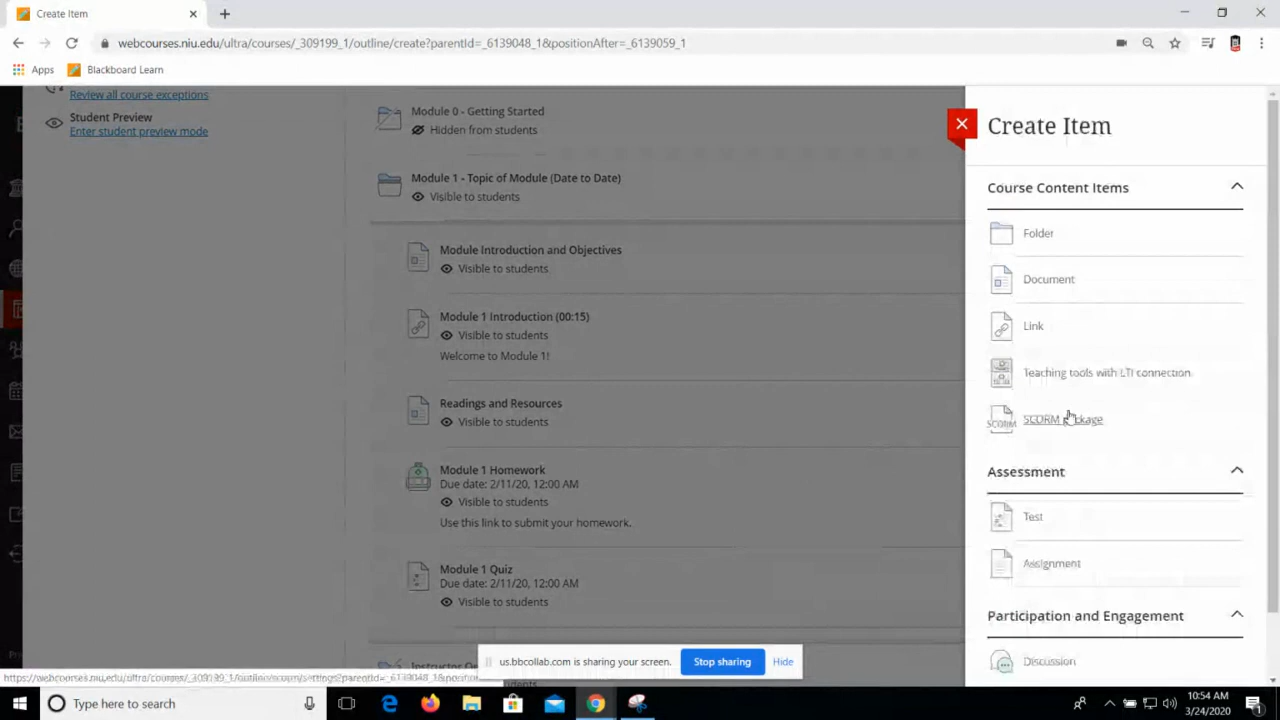 Create Item
webcourses.niu.edu/ultra/courses/_309199_1/outline/create?parentId=_6139048_1&positionAfter=_6139059_1
Apps
Blackboard Learn
Review all course exceptions
Student Preview
Enter student preview mode
Module 0 - Getting Started
Hidden from students
Module 1 - Topic of Module (Date to Date)
Visible to students
Module Introduction and Objectives
Visible to students
Module 1 Introduction (00:15)
Visible to students
Welcome to Module 1!
Readings and Resources
Visible to students
Module 1 Homework
Due date: 2/11/20, 12:00 AM
Visible to students
Use this link to submit your homework.
Module 1 Quiz
Due date: 2/11/20, 12:00 AM
Visible to students
Create Item
Course Content Items
Folder
Document
Link
Teaching tools with LTI connection
SCORM
SCORM package
Assessment
Test
Assignment
Participation and Engagement
Discussion
us.bbcollab.com is sharing your screen.
Stop sharing
Hide
Type here to search
10:54 AM
3/24/2020
1